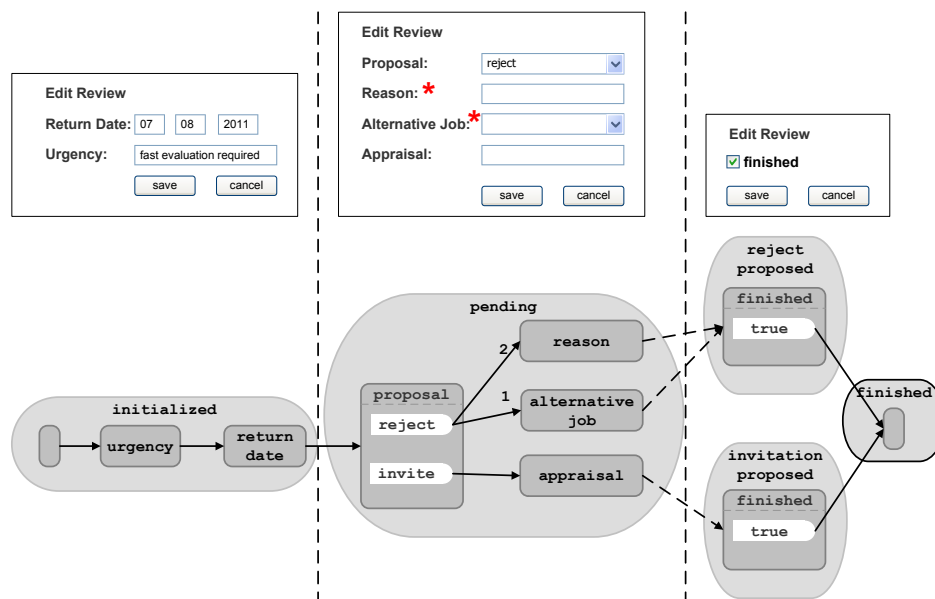 Edit Review
Return Date: 07 08 2011
Urgency: fast evaluation required
save cancel
Edit Review
Proposal: reject
Reason: *
Alternative Job: *
Appraisal:
save cancel
Edit Review
finished
save cancel
initialized
urgency
return
date
pending
proposal
reject
invite
2
1
reason
alternative
job
appraisal
reject
proposed
finished
true
invitation
proposed
finished
true
finished